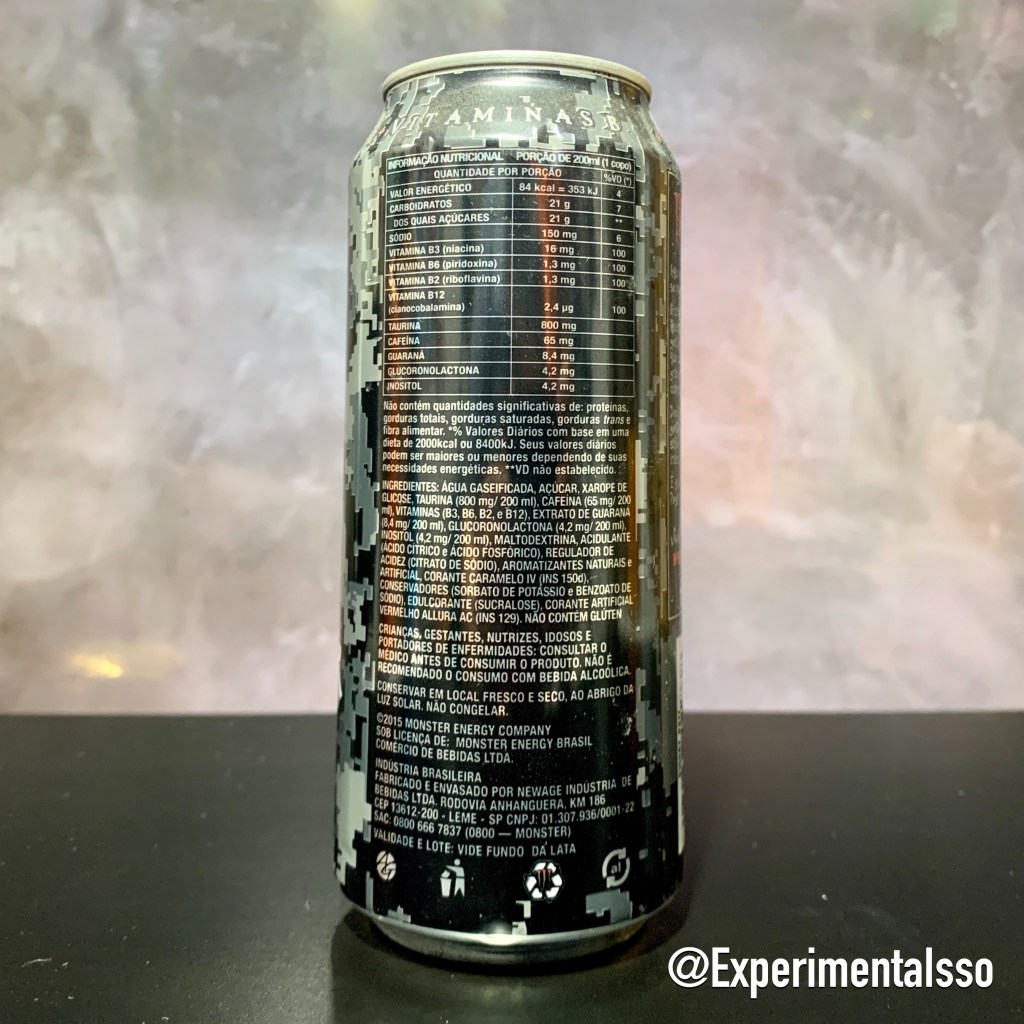 VITAMINAS B
INFORMAÇÃO NUTRICIONAL PORÇÃO DE 200ml (1 copo)
QUANTIDADE POR PORÇÃO %VD (*)
VALOR ENERGÉTICO 84 kcal = 353 kJ 4
CARBOIDRATOS 21 g 7
DOS QUAIS AÇÚCARES 21 g **
SÓDIO 150 mg 6
VITAMINA B3 (niacina) 16 mg 100
VITAMINA B6 (piridoxina) 1,3 mg 100
VITAMINA B2 (riboflavina) 1,3 mg 100
VITAMINA B12
(cianocobalamina) 2,4 µg 100
TAURINA 800 mg
CAFEÍNA 65 mg
GUARANÁ 8,4 mg
GLUCORONOLACTONA 4,2 mg
INOSITOL 4,2 mg
Não contém quantidades significativas de: proteínas,
gorduras totais, gorduras saturadas, gorduras trans e
fibra alimentar. *% Valores Diários com base em uma
dieta de 2000kcal ou 8400kJ. Seus valores diários
podem ser maiores ou menores dependendo de suas
necessidades energéticas. **VD não estabelecido.
INGREDIENTES: ÁGUA GASEIFICADA, AÇÚCAR, XAROPE DE
GLICOSE, TAURINA (800 mg/ 200 ml), CAFEÍNA (65 mg/ 200
ml), VITAMINAS (B3, B6, B2, e B12), EXTRATO DE GUARANÁ
(8,4 mg/ 200 ml), GLUCORONOLACTONA (4,2 mg/ 200 ml),
INOSITOL (4,2 mg/ 200 ml), MALTODEXTRINA, ACIDULANTE
(ÁCIDO CÍTRICO e ÁCIDO FOSFÓRICO), REGULADOR DE
ACIDEZ (CITRATO DE SÓDIO), AROMATIZANTES NATURAIS e
ARTIFICIAL, CORANTE CARAMELO IV (INS 150d),
CONSERVADORES (SORBATO DE POTÁSSIO e BENZOATO DE
SÓDIO), EDULCORANTE (SUCRALOSE), CORANTE ARTIFICIAL
VERMELHO ALLURA AC (INS 129). NÃO CONTÉM GLÚTEN
CRIANÇAS, GESTANTES, NUTRIZES, IDOSOS E
PORTADORES DE ENFERMIDADES: CONSULTAR O
MÉDICO ANTES DE CONSUMIR O PRODUTO. NÃO É
RECOMENDADO O CONSUMO COM BEBIDA ALCOÓLICA.
CONSERVAR EM LOCAL FRESCO E SECO, AO ABRIGO DA
LUZ SOLAR. NÃO CONGELAR.
©2015 MONSTER ENERGY COMPANY
SOB LICENÇA DE: MONSTER ENERGY BRASIL
COMÉRCIO DE BEBIDAS LTDA.
INDÚSTRIA BRASILEIRA
FABRICADO E ENVASADO POR NEWAGE INDÚSTRIA DE
BEBIDAS LTDA. RODOVIA ANHANGUERA, KM 186
CEP 13612-200 - LEME - SP CNPJ: 01.307.936/0001-22
SAC: 0800 666 7837 (0800 — MONSTER)
VALIDADE E LOTE: VIDE FUNDO DA LATA
al
@ExperimentaIsso